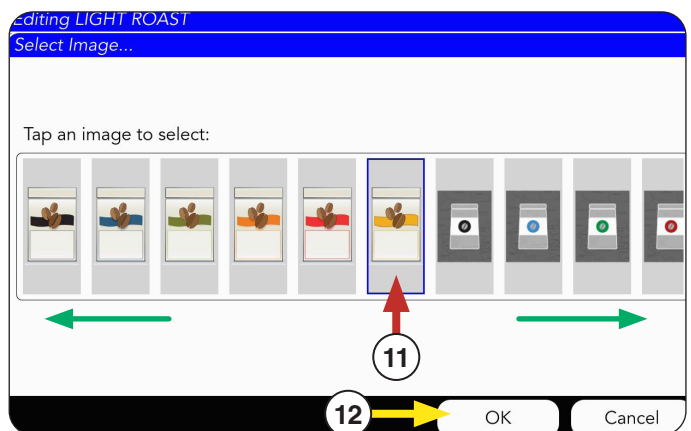 Editing LIGHT ROAST
Select Image...
Tap an image to select:
11
12
OK
Cancel